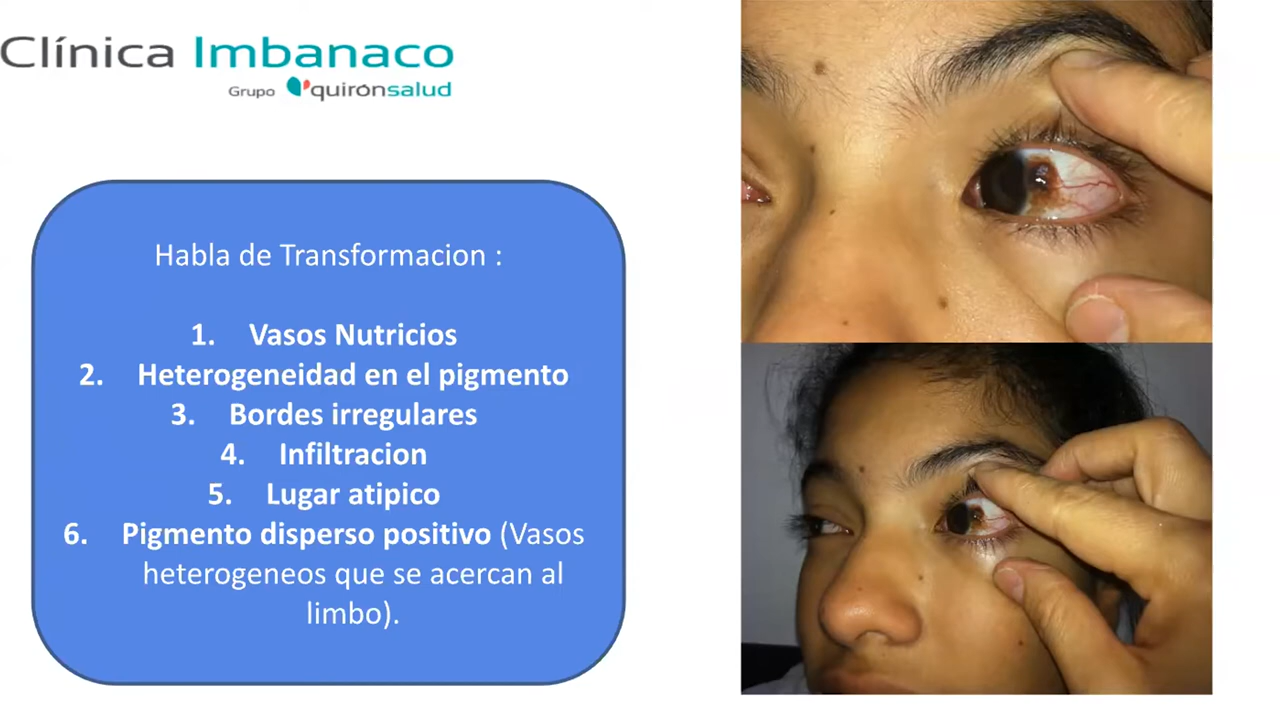 Clínica Imbanaco
Grupo quirónsalud
Habla de Transformacion :
1. Vasos Nutricios
2. Heterogeneidad en el pigmento
3. Bordes irregulares
4. Infiltracion
5. Lugar atipico
6. Pigmento disperso positivo (Vasos
heterogeneos que se acercan al
limbo).